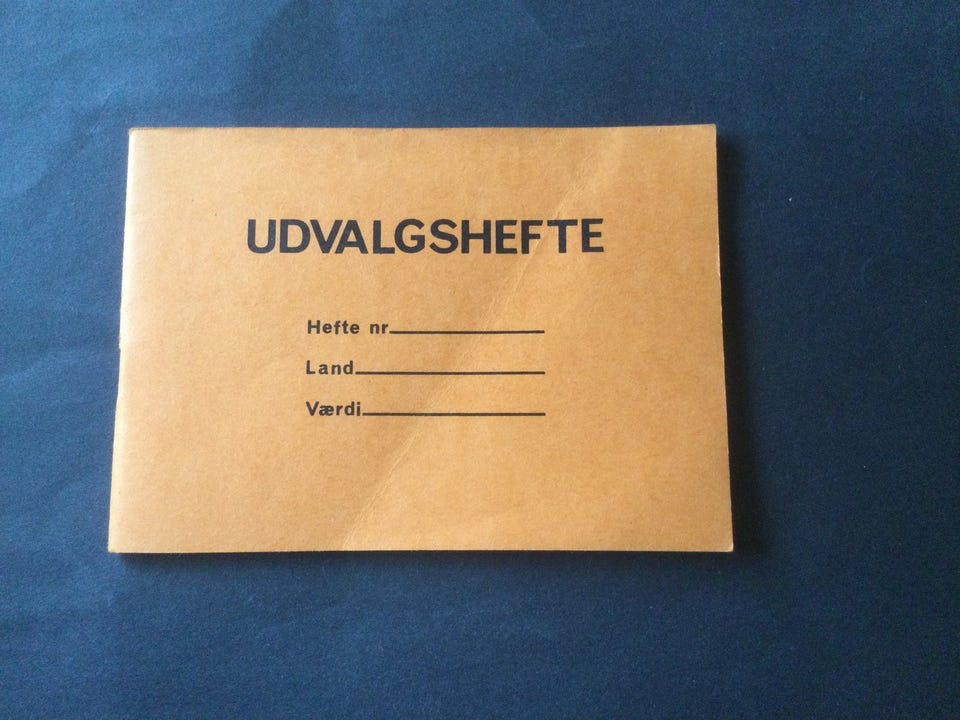 UDVALGSHEFTE
Hefte nr
Land
Værdi